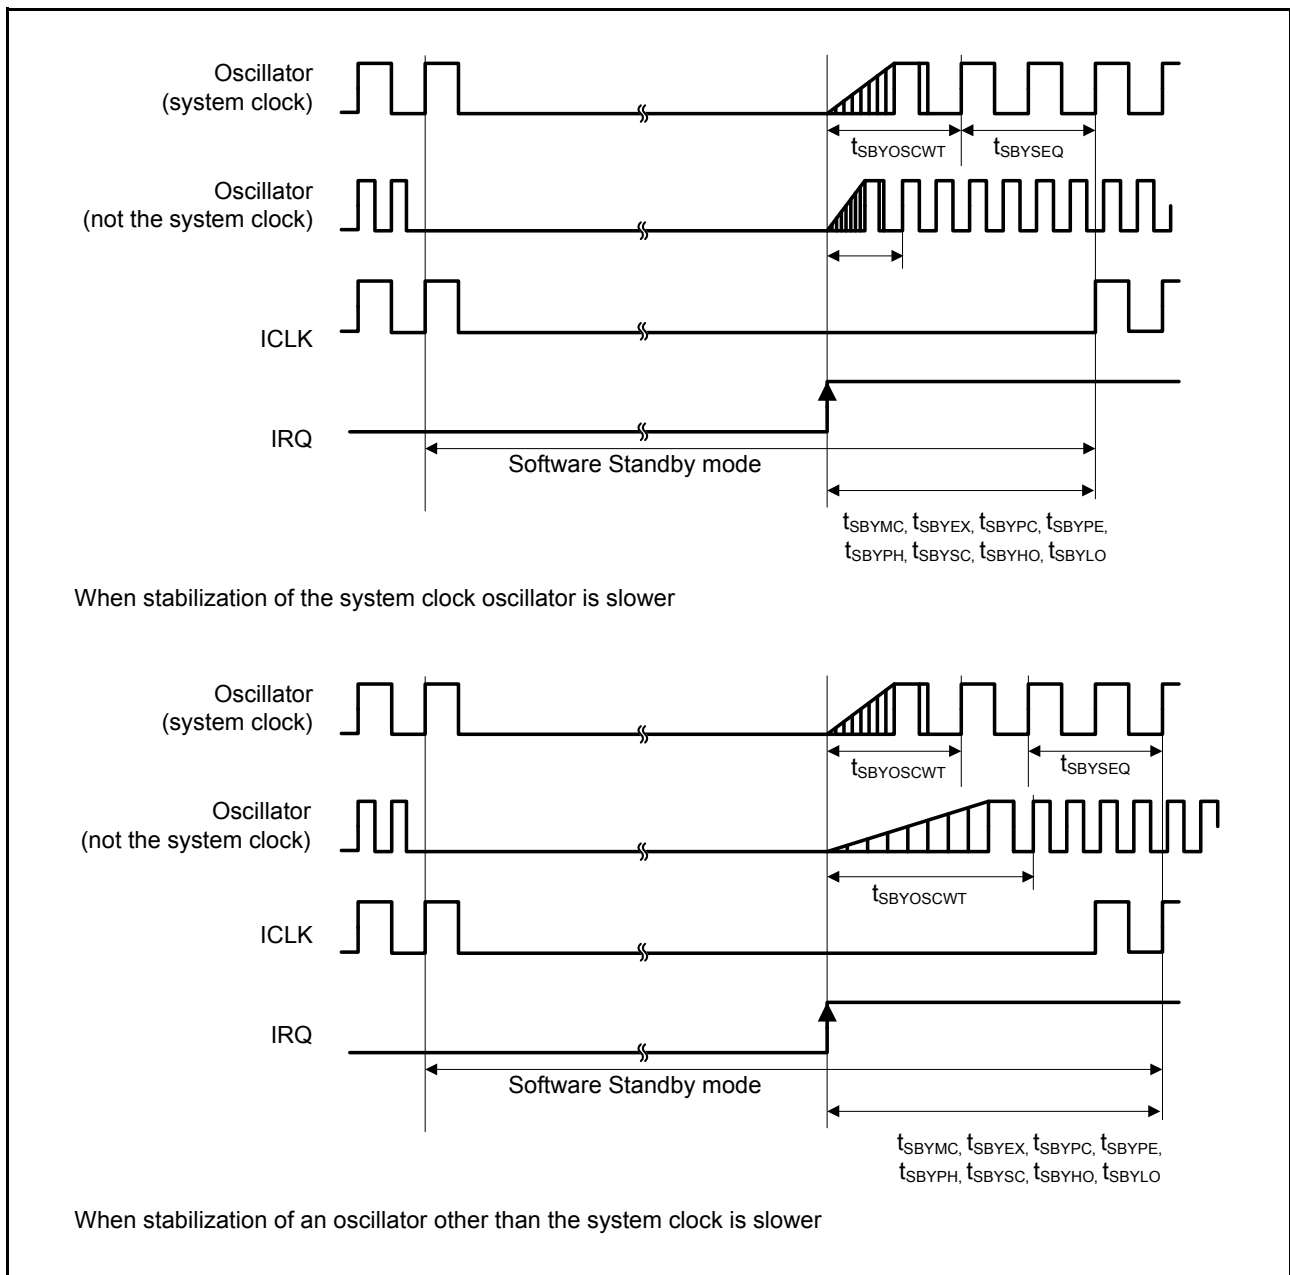 Oscillator
(system clock)
tSBYOSCWT
tSBYSEQ
Oscillator
(not the system clock)
ICLK
IRQ
Software Standby mode
tSBYMC, tSBYEX, tSBYPC, tSBYPE,
tSBYPH, tSBYSC, tSBYHO, tSBYLO
When stabilization of the system clock oscillator is slower
Oscillator
(system clock)
tSBYOSCWT
tSBYSEQ
Oscillator
(not the system clock)
tSBYOSCWT
ICLK
IRQ
Software Standby mode
tSBYMC, tSBYEX, tSBYPC, tSBYPE,
tSBYPH, tSBYSC, tSBYHO, tSBYLO
When stabilization of an oscillator other than the system clock is slower